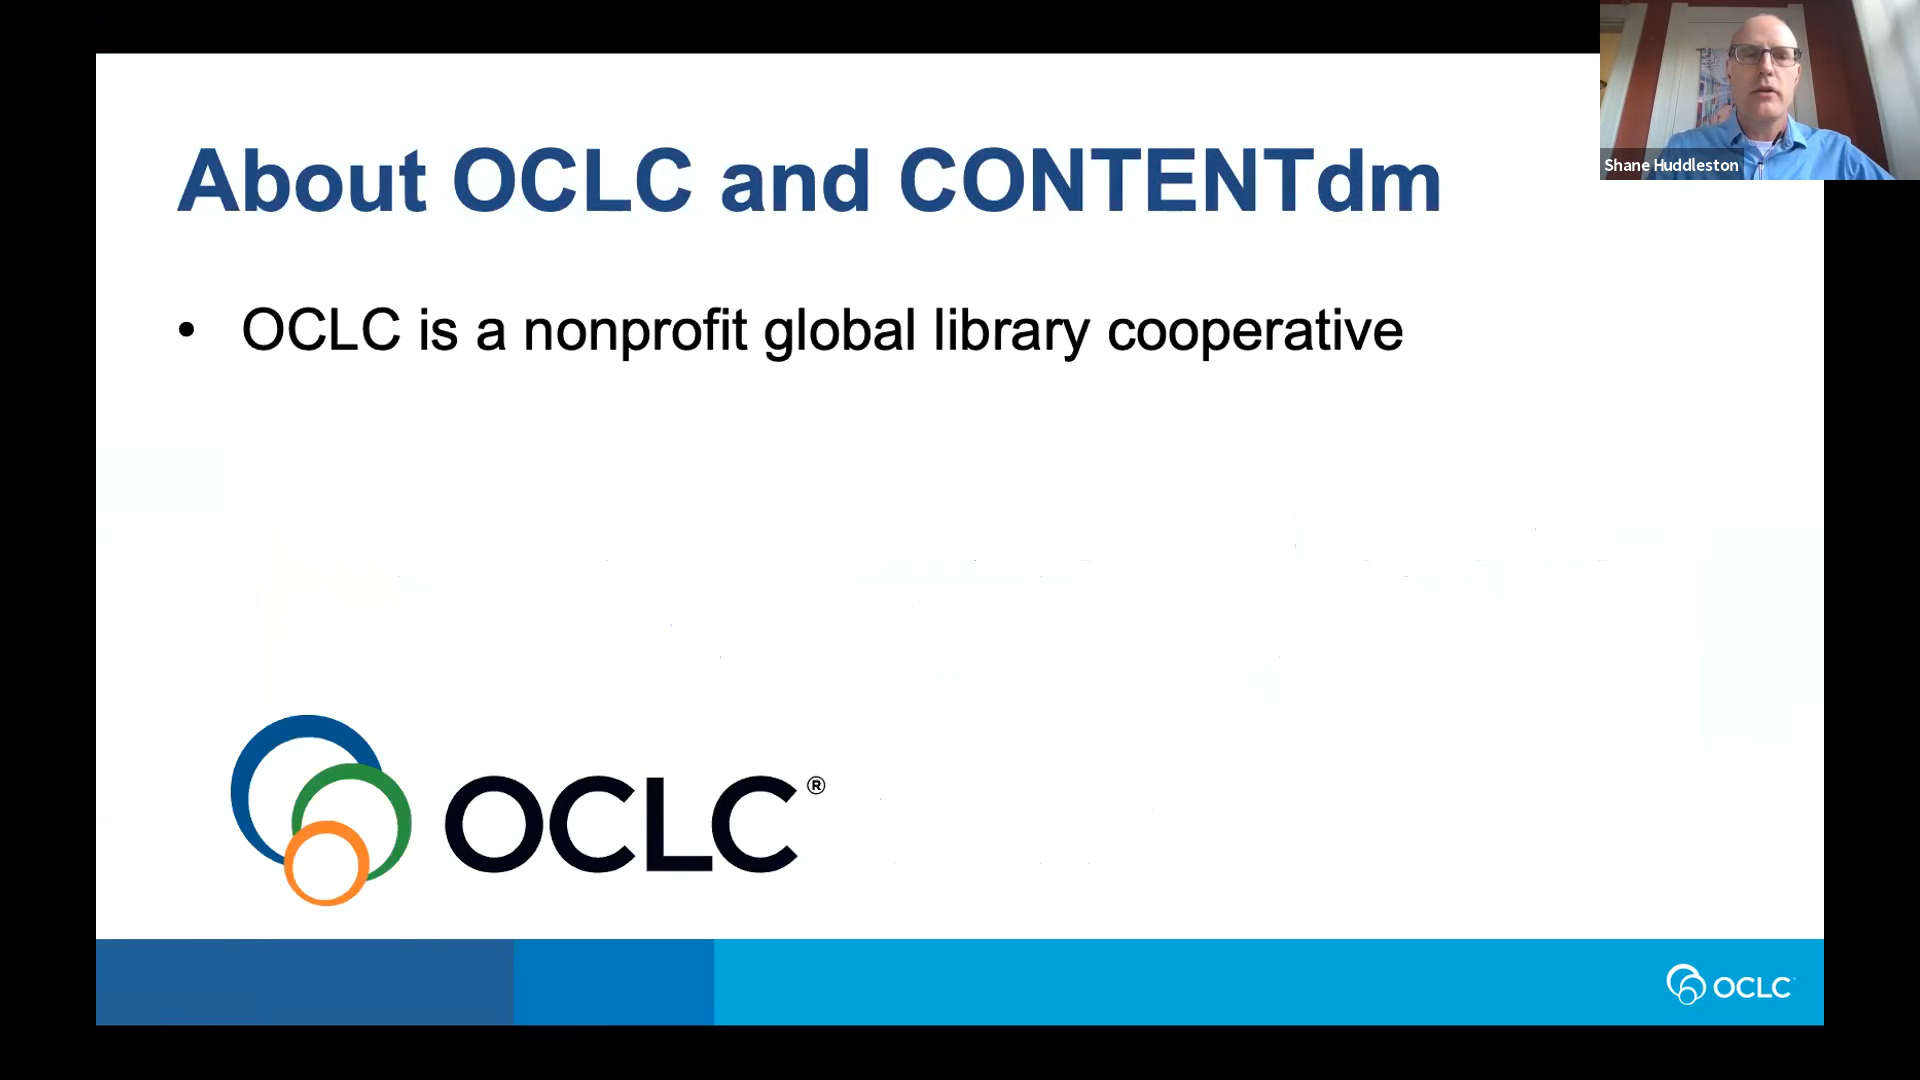 About OCLC and CONTENTdm
Shane Huddleston
• OCLC is a nonprofit global library cooperative
OCLC®
OCLC